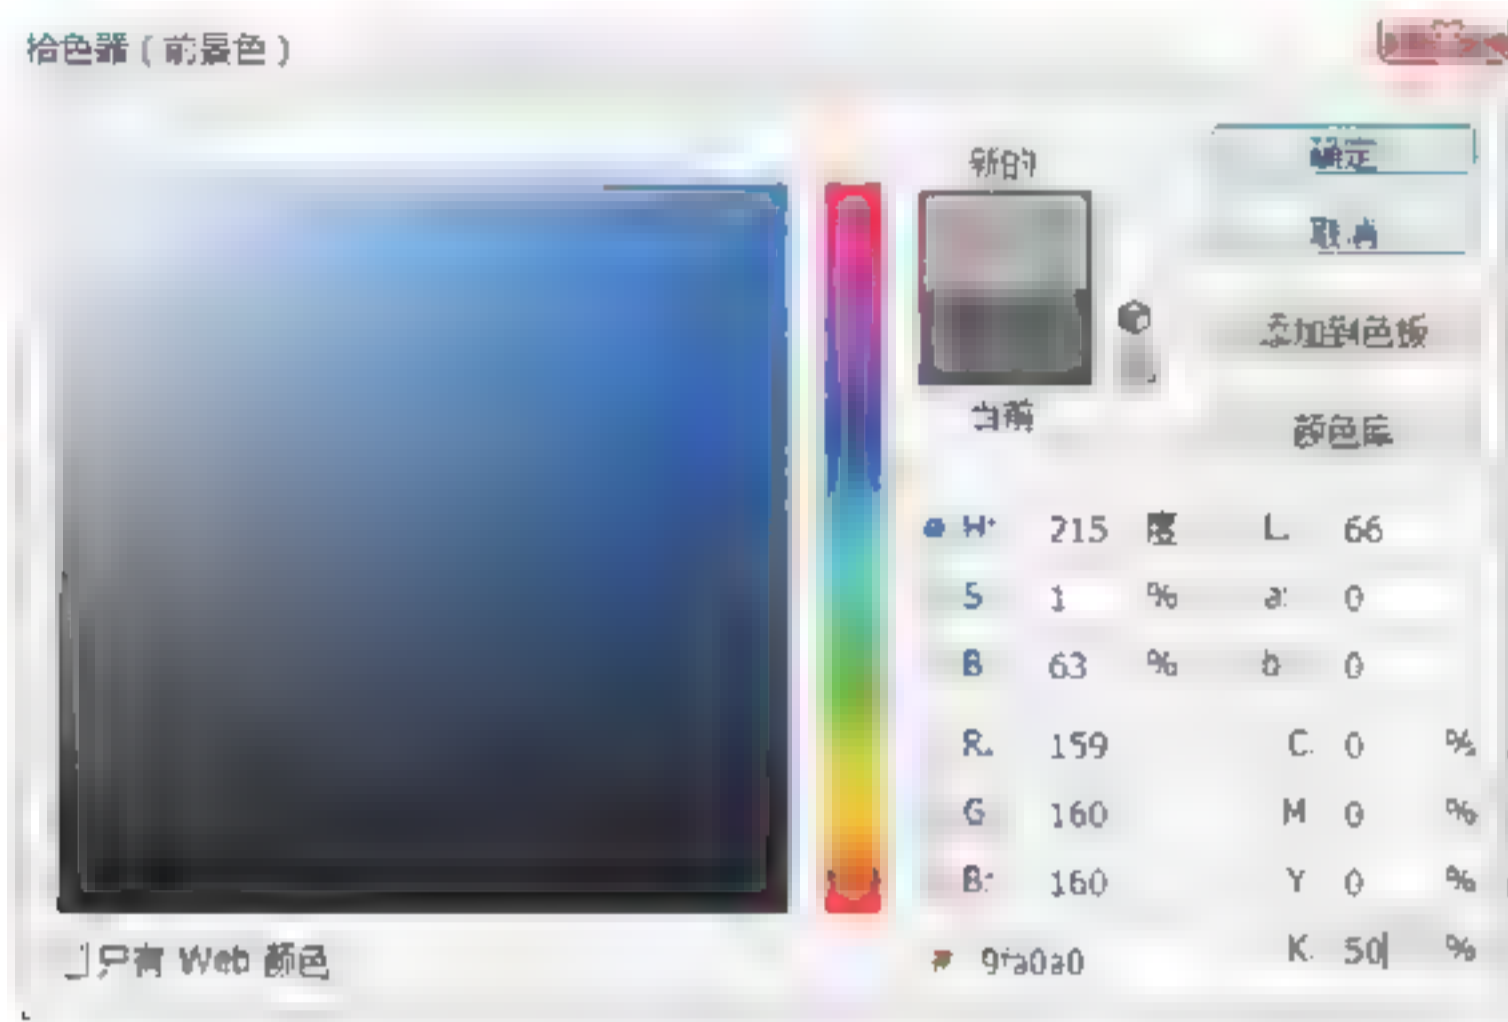 拾色器（前景色）
新的
确定
取消
添加到色板
当前
颜色库
H: 215 度 L: 66
S 1 % a: 0
B 63 % b 0
R: 159 C: 0 %
G 160 M 0 %
B: 160 Y 0 %
# 9fa0a0 K: 50 %
只有 Web 颜色